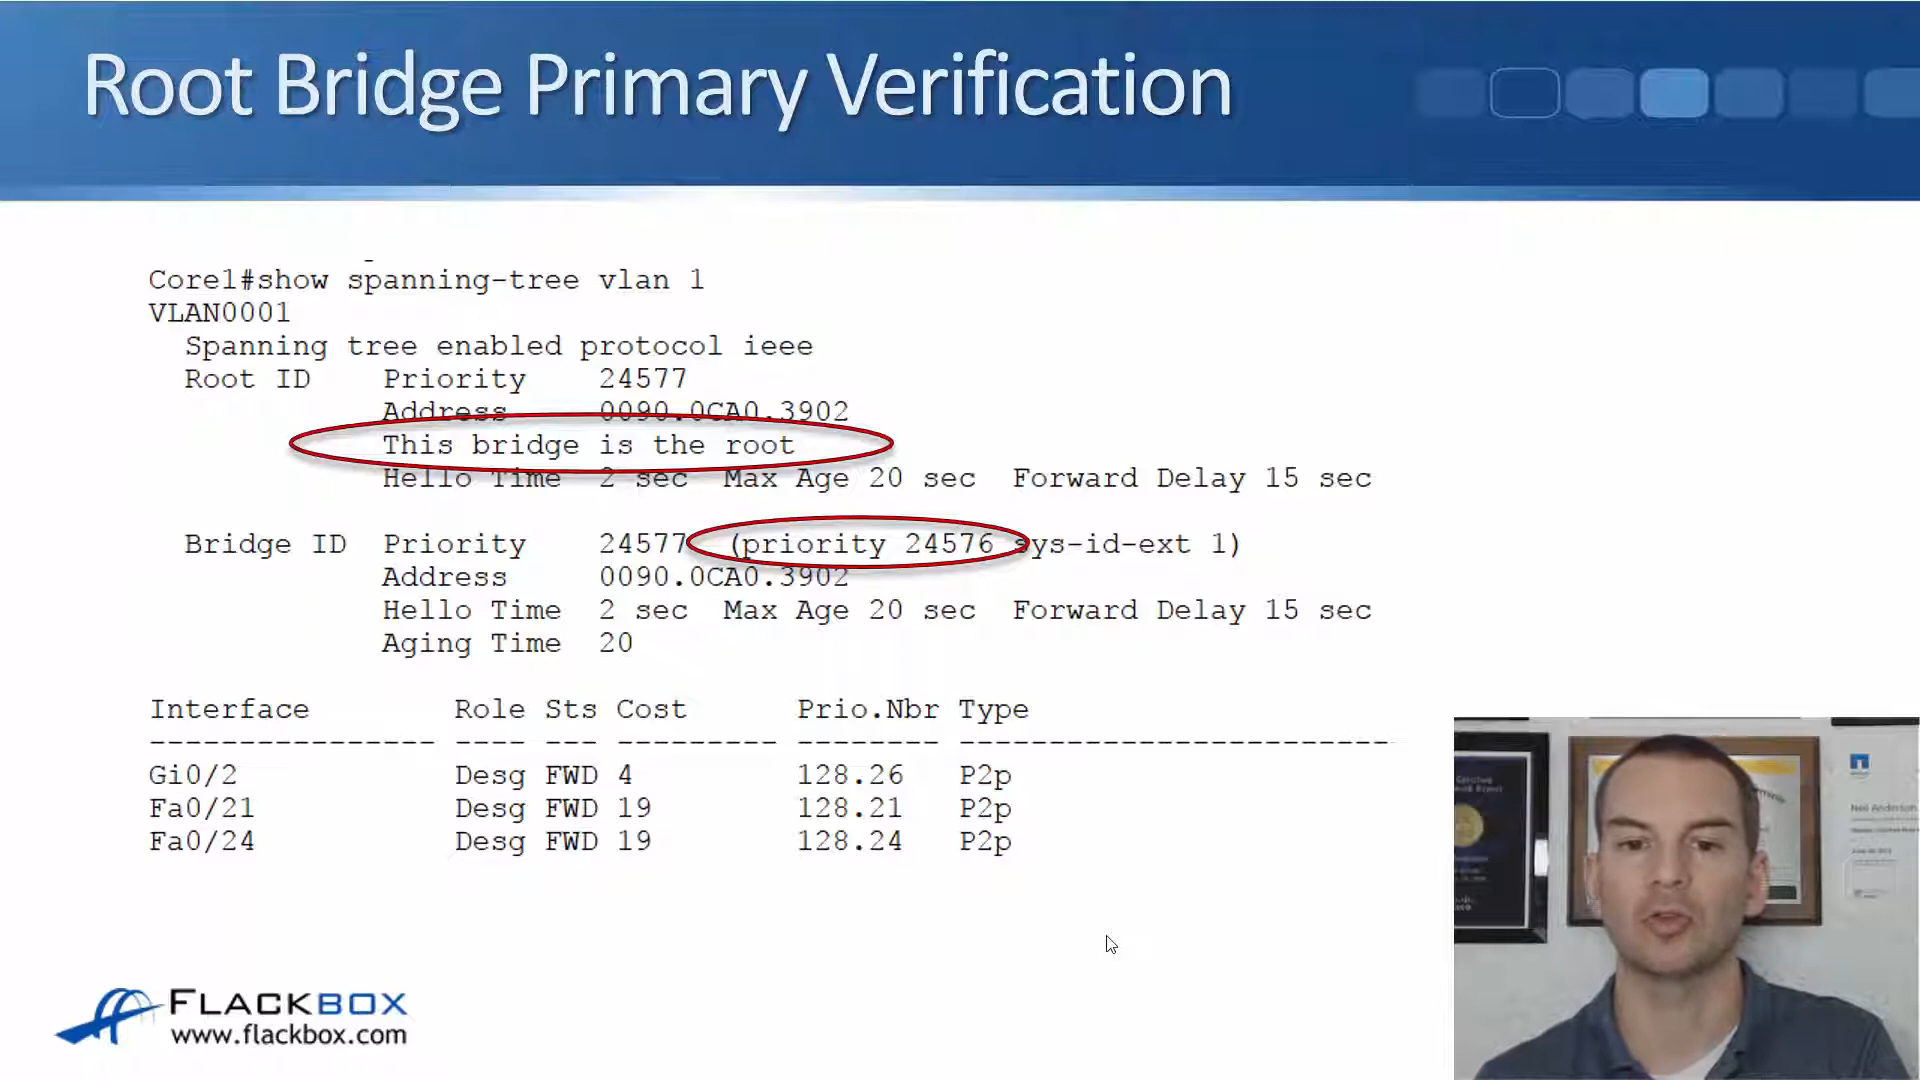 Root Bridge Primary Verification
Core1#show spanning-tree vlan 1
VLAN0001
Spanning tree enabled protocol ieee
Root ID Priority 24577
Address 0090.0CA0.3902
This bridge is the root
Hello Time 2 sec Max Age 20 sec Forward Delay 15 sec
Bridge ID Priority 24577 (priority 24576 sys-id-ext 1)
Address 0090.0CA0.3902
Hello Time 2 sec Max Age 20 sec Forward Delay 15 sec
Aging Time 20
Interface Role Sts Cost Prio.Nbr Type
---------------- ---- --- --------- -------- --------------------------------
Gi0/2 Desg FWD 4 128.26 P2p
Fa0/21 Desg FWD 19 128.21 P2p
Fa0/24 Desg FWD 19 128.24 P2p
Neil Anderson
FLACKBOX
www.flackbox.com